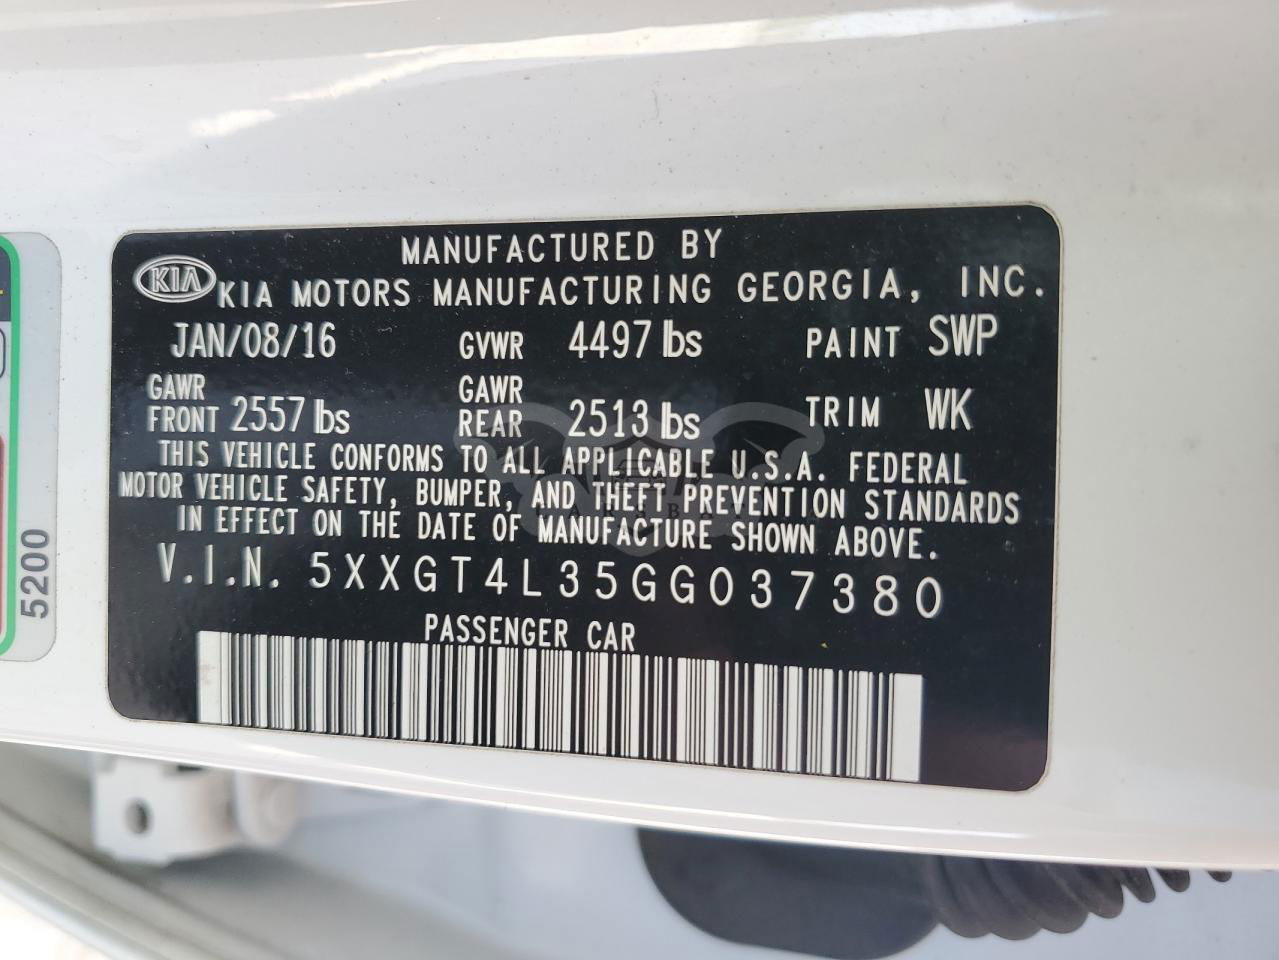 MANUFACTURED BY
KIA KIA MOTORS MANUFACTURING GEORGIA, INC.
JAN/08/16 GVWR 4497 lbs PAINT SWP
GAWR FRONT 2557 lbs GAWR REAR 2513 lbs TRIM WK
THIS VEHICLE CONFORMS TO ALL APPLICABLE U.S.A. FEDERAL
MOTOR VEHICLE SAFETY, BUMPER, AND THEFT PREVENTION STANDARDS
IN EFFECT ON THE DATE OF MANUFACTURE SHOWN ABOVE.
V.I.N. 5XXGT4L35GG037380
PASSENGER CAR
5200